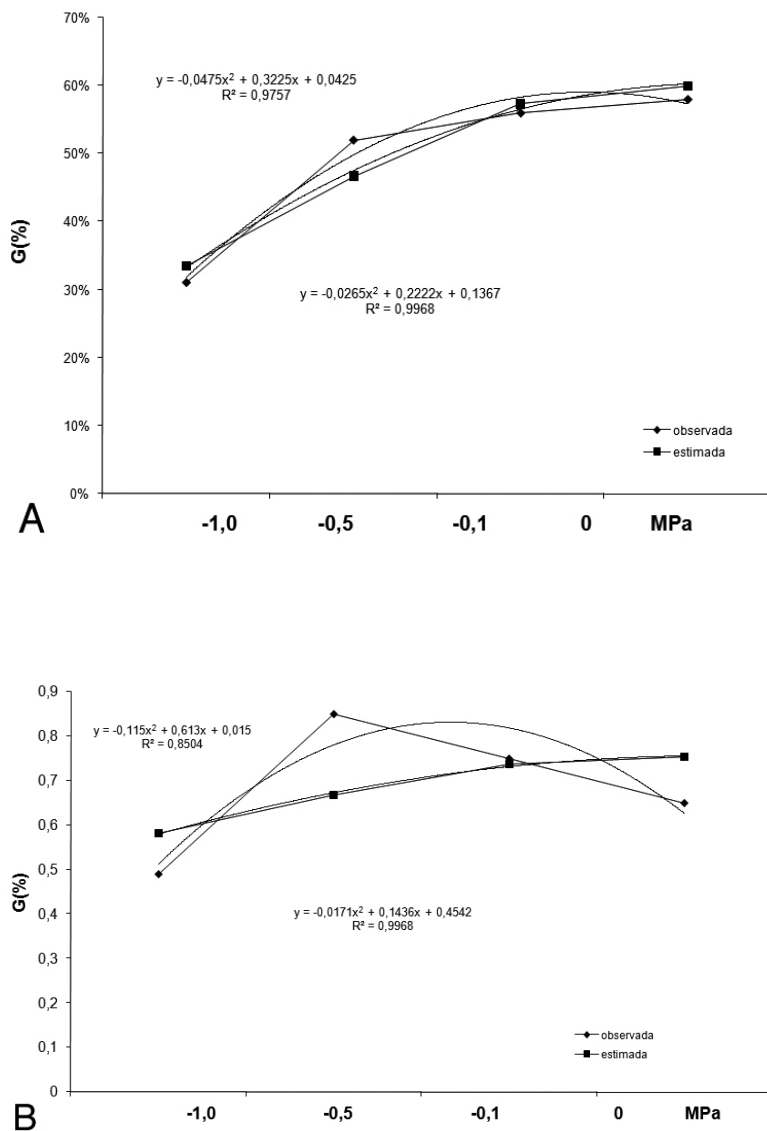 70%
y = -0,0475x² + 0,3225x + 0,0425
R² = 0,9757
60%
50%
40%
G(%)
30%
y = -0,0265x² + 0,2222x + 0,1367
R² = 0,9968
20%
10%
observada
estimada
0%
A
-1,0 -0,5 -0,1 0 MPa
0,9
y = -0,115x² + 0,613x + 0,015
R² = 0,8504
0,8
0,7
0,6
0,5
G(%)
0,4
y = -0,0171x² + 0,1436x + 0,4542
R² = 0,9968
0,3
0,2
0,1
observada
estimada
0
B
-1,0 -0,5 -0,1 0 MPa